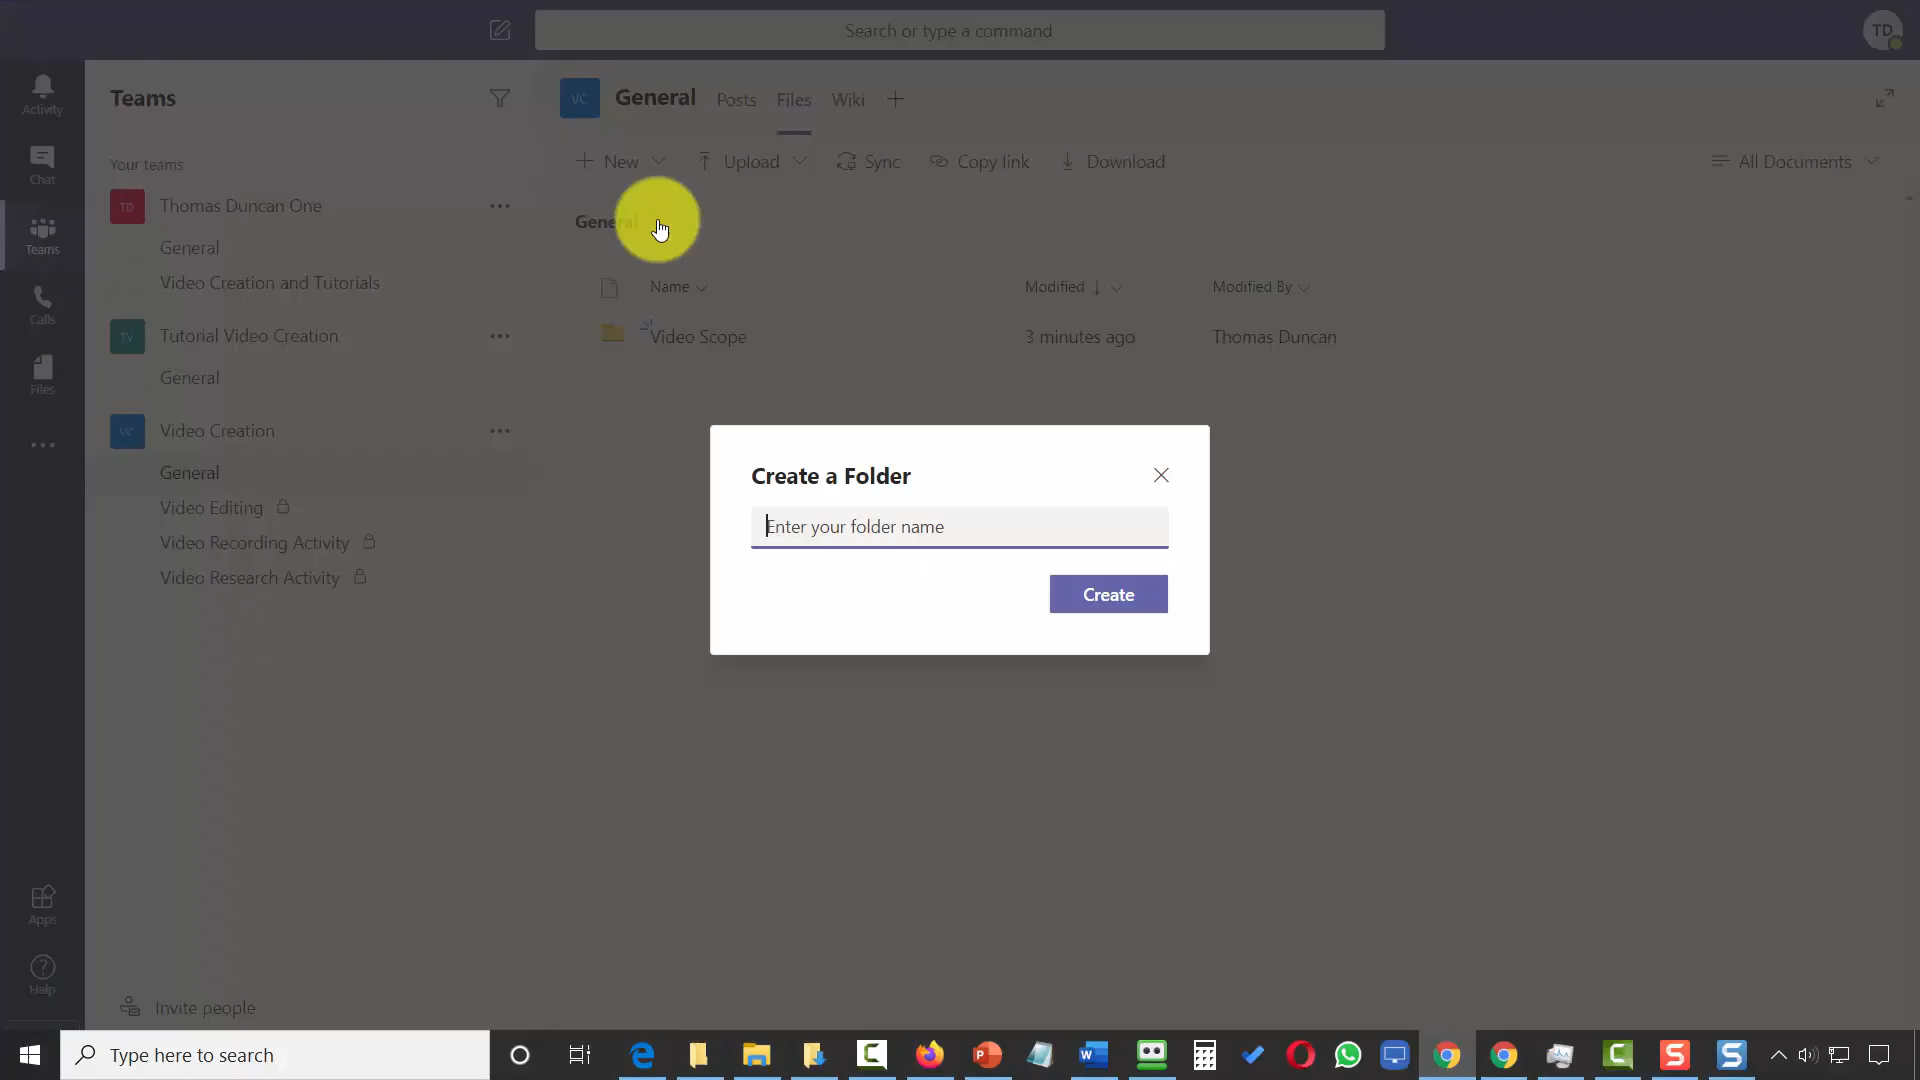 Search or type a command
TD
Activity
Chat
Teams
Calls
Files
Apps
Help
Teams
Your teams
TD Thomas Duncan One
General
Video Creation and Tutorials
TV Tutorial Video Creation
General
VC Video Creation
General
Video Editing
Video Recording Activity
Video Research Activity
Invite people
VC General Posts Files Wiki
New Upload Sync Copy link Download All Documents
General
Name Modified Modified By
Video Scope 3 minutes ago Thomas Duncan
Create a Folder
Enter your folder name
Create
Type here to search